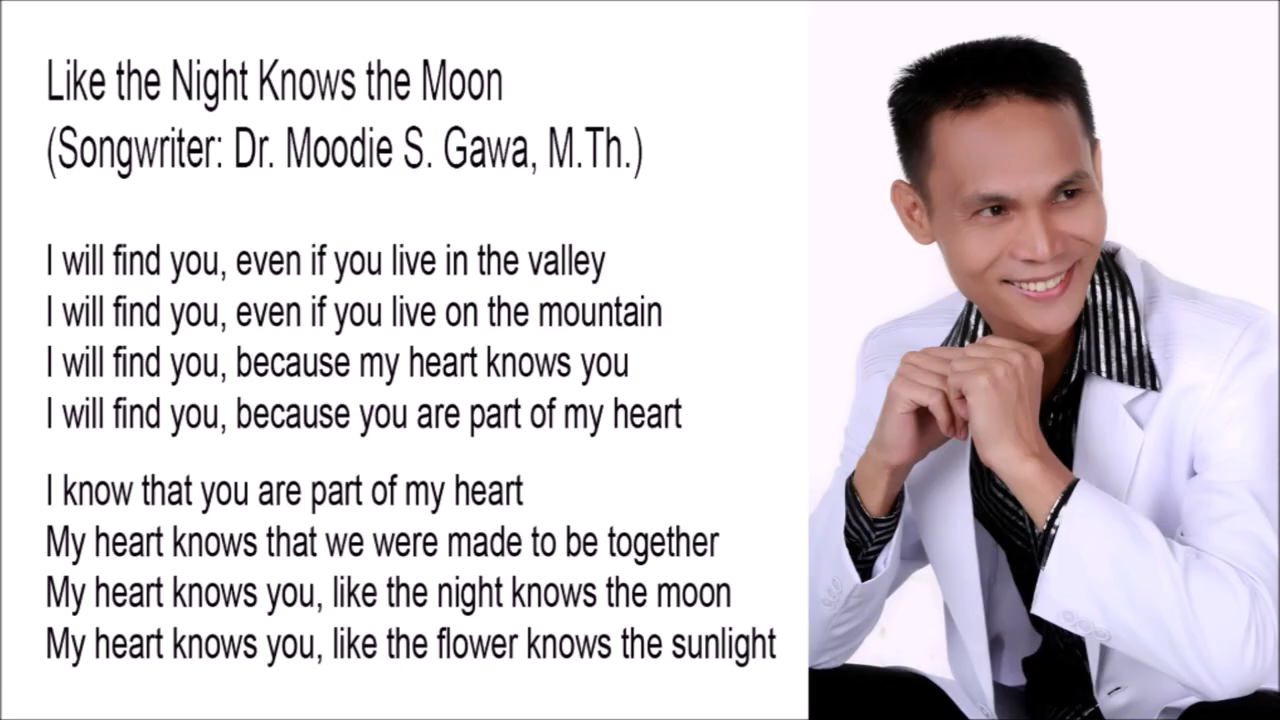 Like the Night Knows the Moon
(Songwriter: Dr. Moodie S. Gawa, M.Th.)
I will find you, even if you live in the valley
I will find you, even if you live on the mountain
I will find you, because my heart knows you
I will find you, because you are part of my heart
I know that you are part of my heart
My heart knows that we were made to be together
My heart knows you, like the night knows the moon
My heart knows you, like the flower knows the sunlight